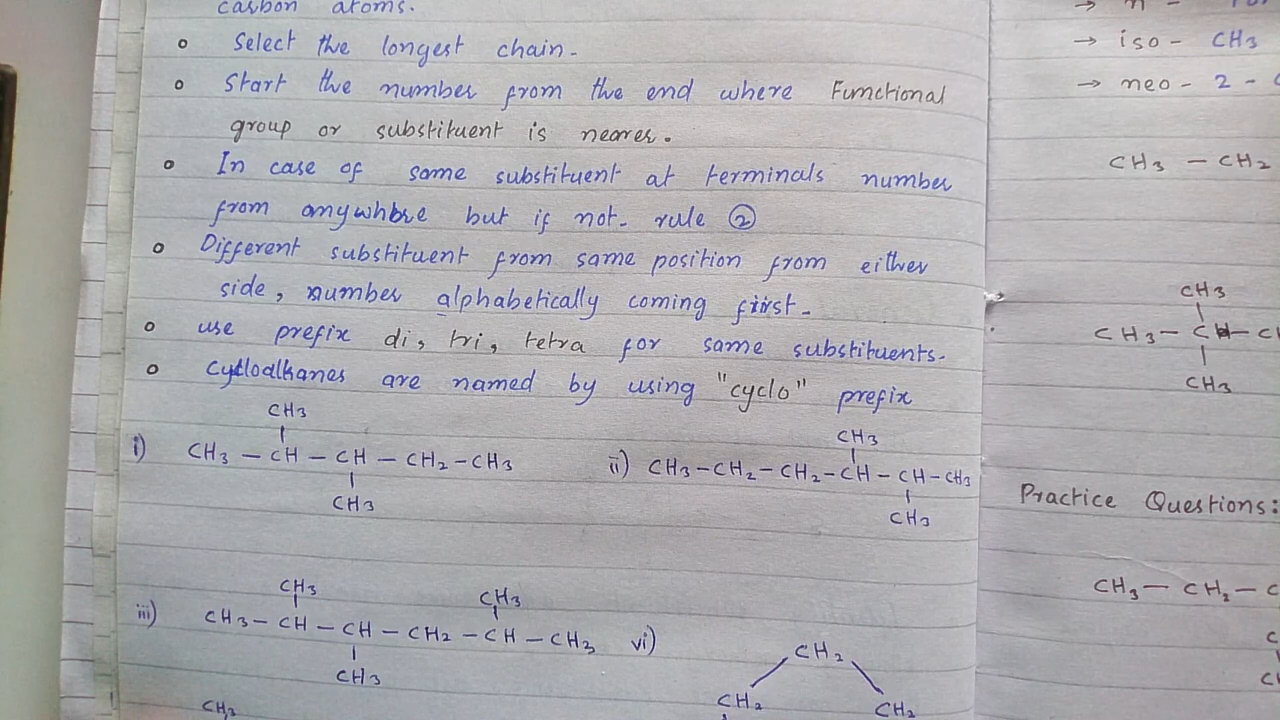 carbon atoms.
o Select the longest chain-
o Start the number from the end where Functional
group or substituent is nearer.
o In case of same substituent at terminals number
from anywhbre but if not- rule ②
o Different substituent from same position from either
side, number alphabetically coming first-
o use prefix di, tri, tetra for same substituents-
o Cycloalkanes are named by using "cyclo" prefix
CH3
i) CH3 - CH - CH - CH2 - CH3
CH3
CH3
ii) CH3 - CH2 - CH2 - CH - CH - CH3
CH3
CH3 CH3
iii) CH3 - CH - CH - CH2 - CH - CH3
CH3
CH3
vi) CH2
CH2 CH2
→ n -
→ iso - CH3
→ neo - 2 -
CH3 - CH2
CH3
CH3 - C -
CH3
Practice Questions:
CH3 - CH2 -